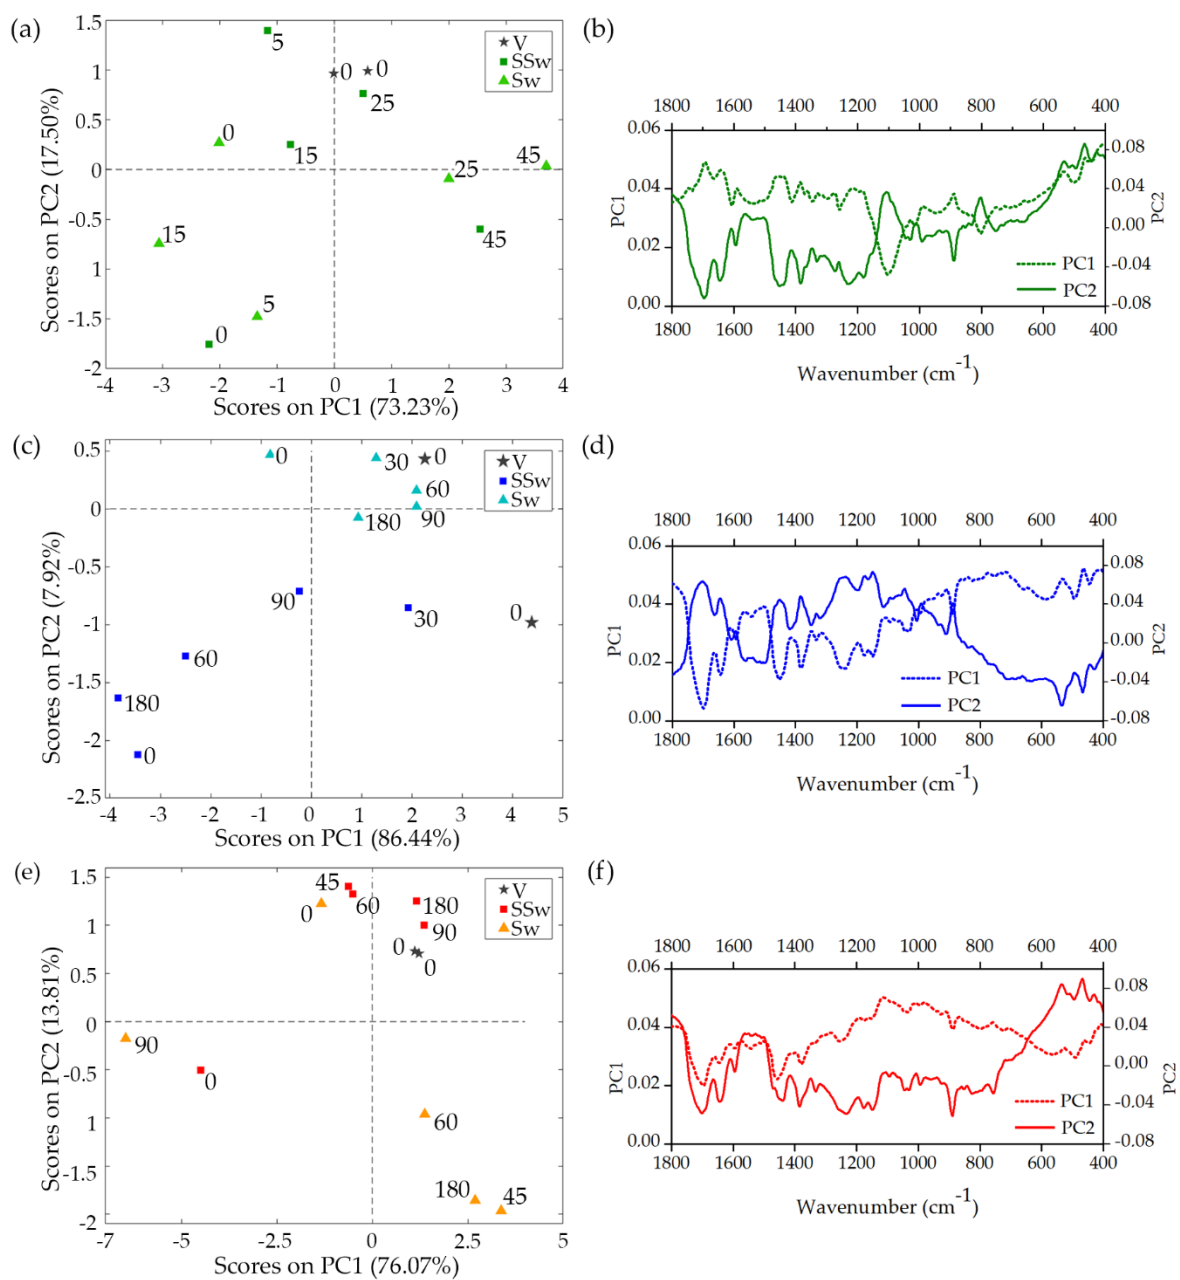 (a)
1.5
1
0.5
0
-0.5
1
-1.5
-2
Scores on PC2 (17.50%)
5
0
0
25
0
15
25
45
15
45
5
0
V
SSw
Sw
-4
-3
-2
-1
0
1
2
3
4
Scores on PC1 (73.23%)
(b)
1800 1600 1400 1200 1000 800 600 400
0.06
0.04
0.02
0.00
PC1
0.08
0.04
0.00
-0.04
-0.08
PC2
PC1
PC2
1800 1600 1400 1200 1000 800 600 400
Wavenumber (cm-1)
(c)
0.5
0
-0.5
-1
-1.5
-2
-2.5
Scores on PC2 (7.92%)
0
30
0
60
180
90
90
30
0
60
180
0
V
SSw
Sw
-4 -3 -2 -1 0 1 2 3 4 5
Scores on PC1 (86.44%)
(d)
1800 1600 1400 1200 1000 800 600 400
0.06
0.04
0.02
0.00
PC1
0.08
0.04
0.00
-0.04
-0.08
PC2
PC1
PC2
1800 1600 1400 1200 1000 800 600 400
Wavenumber (cm-1)
(e)
1.5
1
0.5
0
-0.5
1
-1.5
-2
Scores on PC2 (13.81%)
45
60
0
180
90
0
0
90
0
60
180
45
V
SSw
Sw
-7 -5 -2.5 0 2.5 5
Scores on PC1 (76.07%)
(f)
1800 1600 1400 1200 1000 800 600 400
0.06
0.04
0.02
0.00
PC1
0.08
0.04
0.00
-0.04
-0.08
PC2
PC1
PC2
1800 1600 1400 1200 1000 800 600 400
Wavenumber (cm-1)